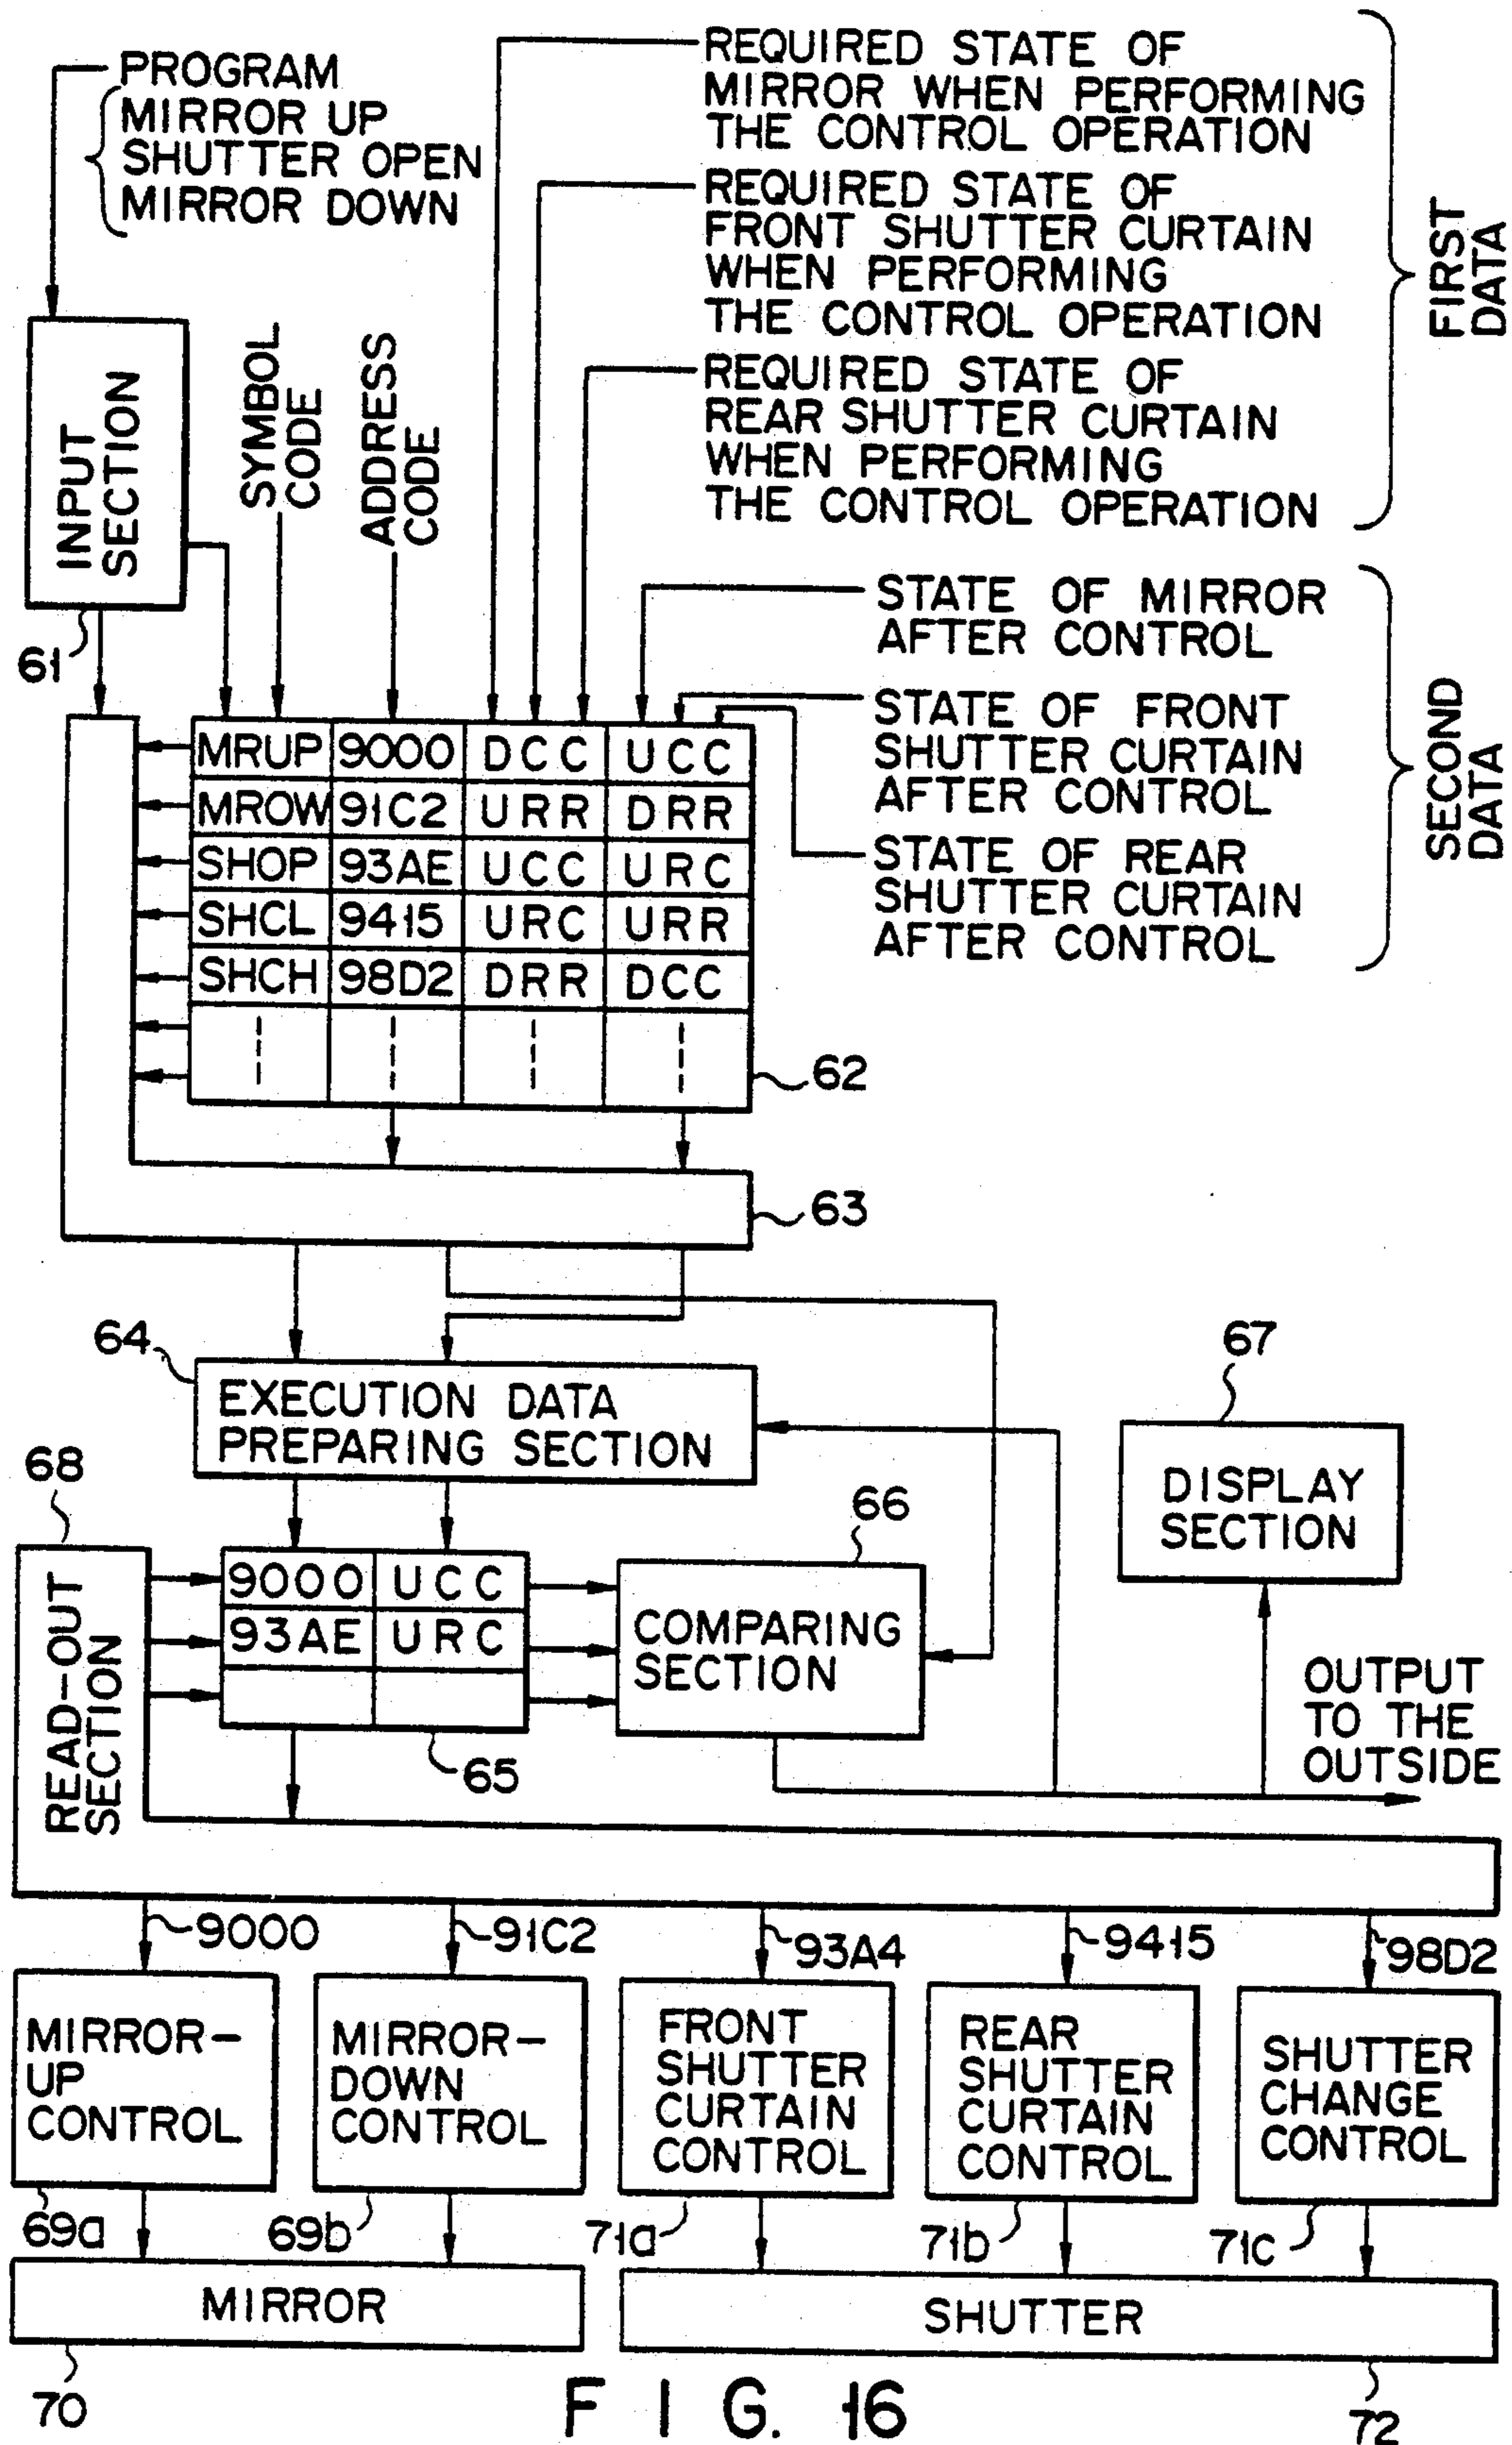 PROGRAM
MIRROR UP
SHUTTER OPEN
MIRROR DOWN
REQUIRED STATE OF
MIRROR WHEN PERFORMING
THE CONTROL OPERATION
REQUIRED STATE OF
FRONT SHUTTER CURTAIN
WHEN PERFORMING
THE CONTROL OPERATION
REQUIRED STATE OF
REAR SHUTTER CURTAIN
WHEN PERFORMING
THE CONTROL OPERATION
FIRST
DATA
INPUT
SECTION
61
SYMBOL
CODE
ADDRESS
CODE
STATE OF MIRROR
AFTER CONTROL
STATE OF FRONT
SHUTTER CURTAIN
AFTER CONTROL
STATE OF REAR
SHUTTER CURTAIN
AFTER CONTROL
SECOND
DATA
MRUP 9000 DCC UCC
MROW 91C2 URR DRR
SHOP 93AE UCC URC
SHCL 9415 URC URR
SHCH 98D2 DRR DCC
62
63
64
EXECUTION DATA
PREPARING SECTION
67
DISPLAY
SECTION
68
READ-OUT
SECTION
9000 UCC
93AE URC
65
66
COMPARING
SECTION
OUTPUT
TO THE
OUTSIDE
9000
91C2
93A4
9415
98D2
MIRROR-
UP
CONTROL
MIRROR-
DOWN
CONTROL
FRONT
SHUTTER
CURTAIN
CONTROL
REAR
SHUTTER
CURTAIN
CONTROL
SHUTTER
CHANGE
CONTROL
69a
69b
71a
71b
71c
MIRROR
SHUTTER
70
72
FIG. 16